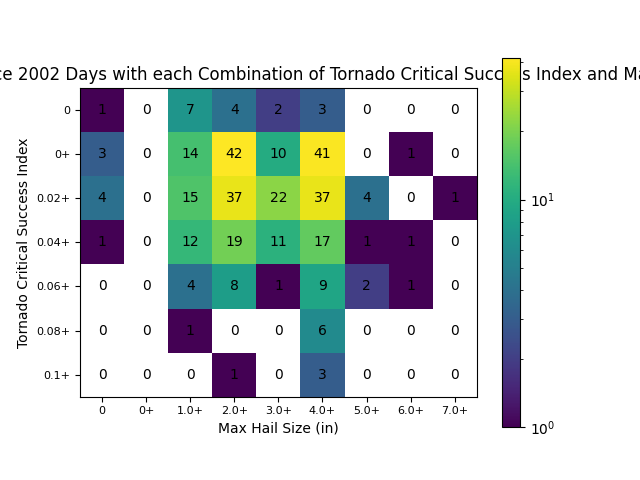 ce 2002 Days with each Combination of Tornado Critical Success Index and Ma
Tornado Critical Success Index
0 1 0 7 4 2 3 0 0 0
0+ 3 0 14 42 10 41 0 1 0
0.02+ 4 0 15 37 22 37 4 0 1
0.04+ 1 0 12 19 11 17 1 1 0
0.06+ 0 0 4 8 1 9 2 1 0
0.08+ 0 0 1 0 0 6 0 0 0
0.1+ 0 0 0 1 0 3 0 0 0
0 0+ 1.0+ 2.0+ 3.0+ 4.0+ 5.0+ 6.0+ 7.0+
Max Hail Size (in)
10¹
10⁰